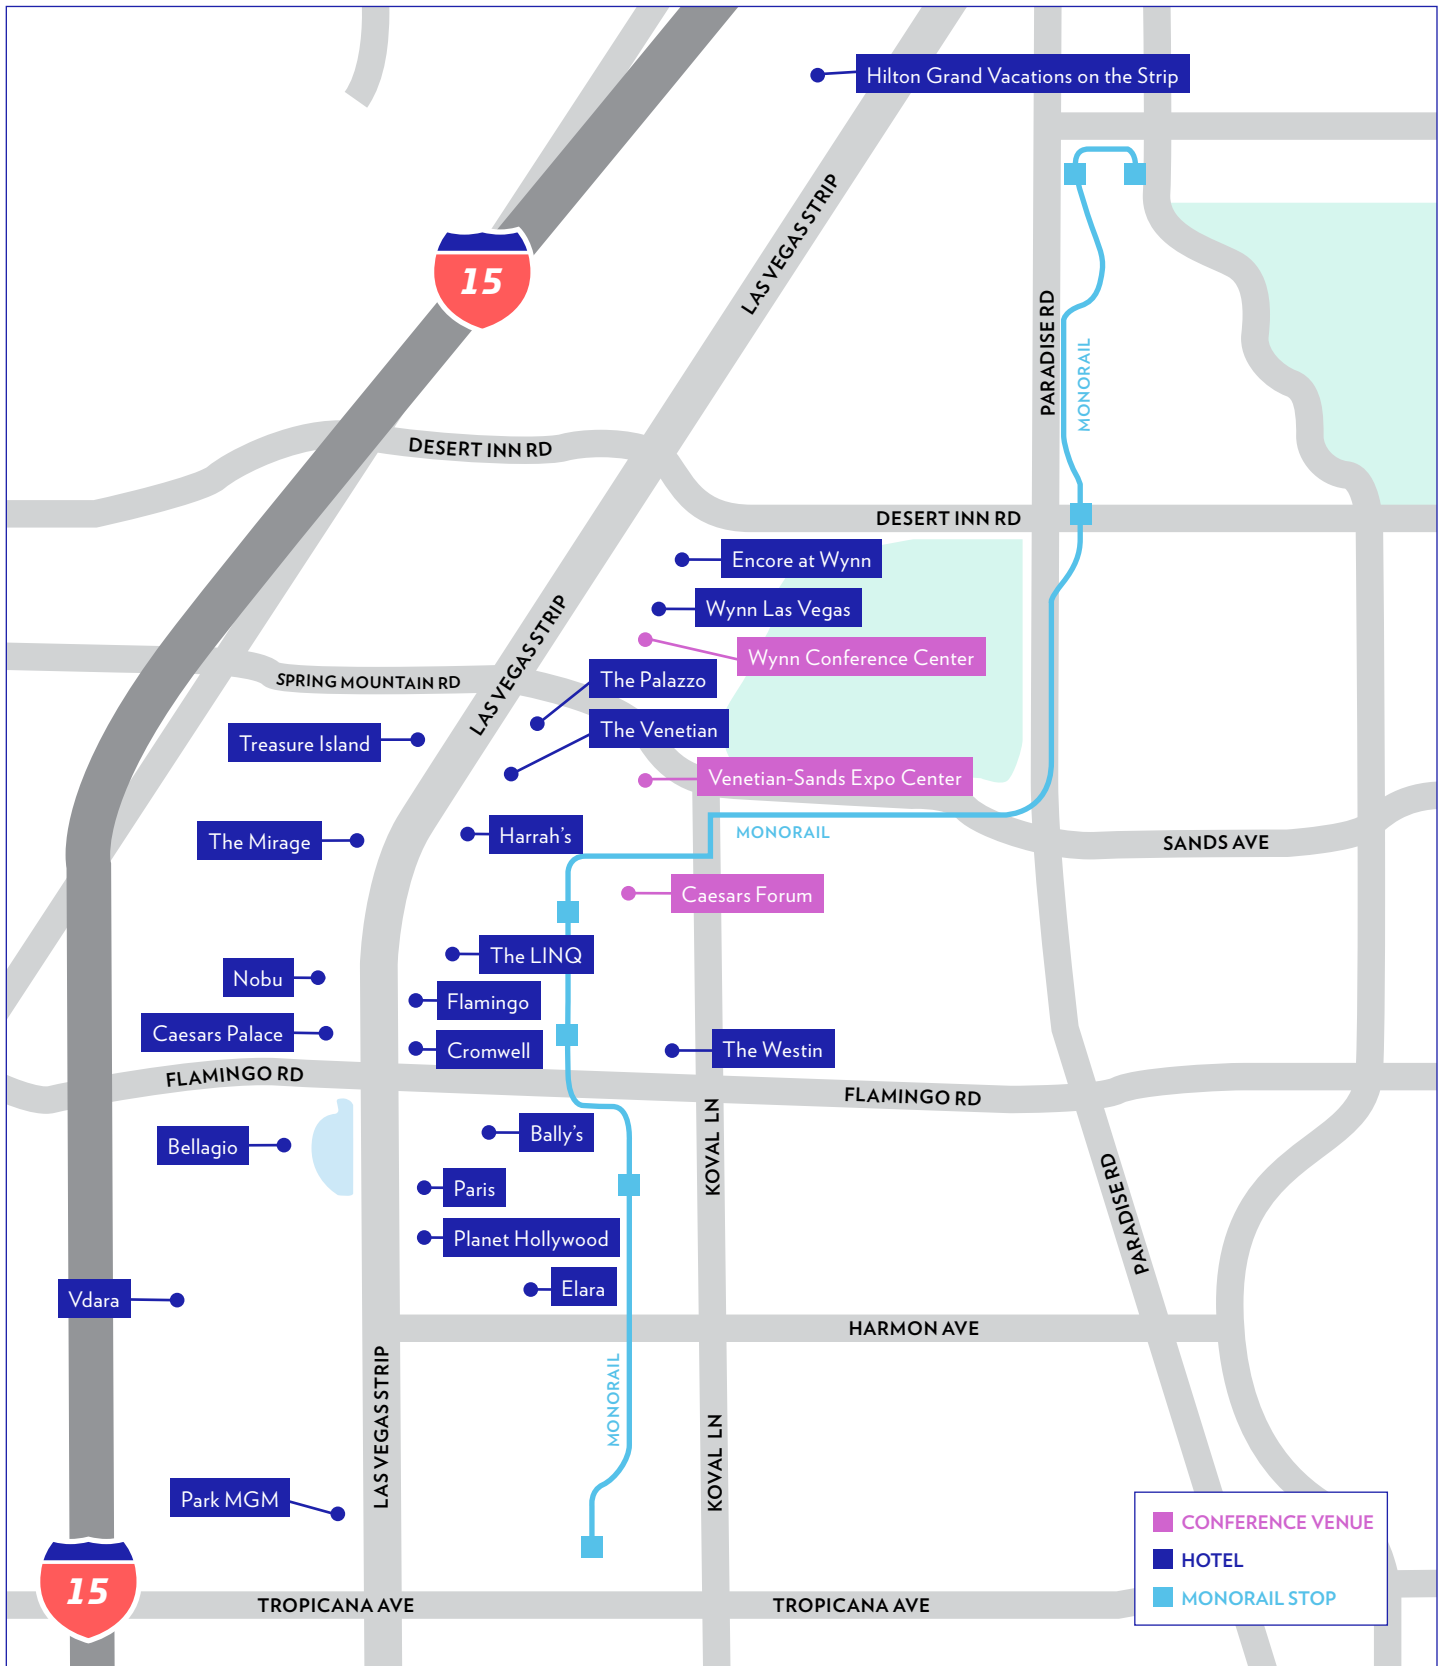 Hilton Grand Vacations on the Strip
LAS VEGAS STRIP
15
PARADISE RD
MONORAIL
DESERT INN RD
DESERT INN RD
Encore at Wynn
Wynn Las Vegas
LAS VEGAS STRIP
Wynn Conference Center
SPRING MOUNTAIN RD
The Palazzo
The Venetian
Treasure Island
Venetian-Sands Expo Center
MONORAIL
The Mirage
Harrah's
SANDS AVE
Caesars Forum
The LINQ
Nobu
Flamingo
Caesars Palace
Cromwell
The Westin
FLAMINGO RD
FLAMINGO RD
Bally's
Bellagio
KOVAL LN
Paris
PARADISE RD
Planet Hollywood
Elara
Vdara
HARMON AVE
MONORAIL
LAS VEGAS STRIP
KOVAL LN
Park MGM
CONFERENCE VENUE
HOTEL
MONORAIL STOP
15
TROPICANA AVE
TROPICANA AVE